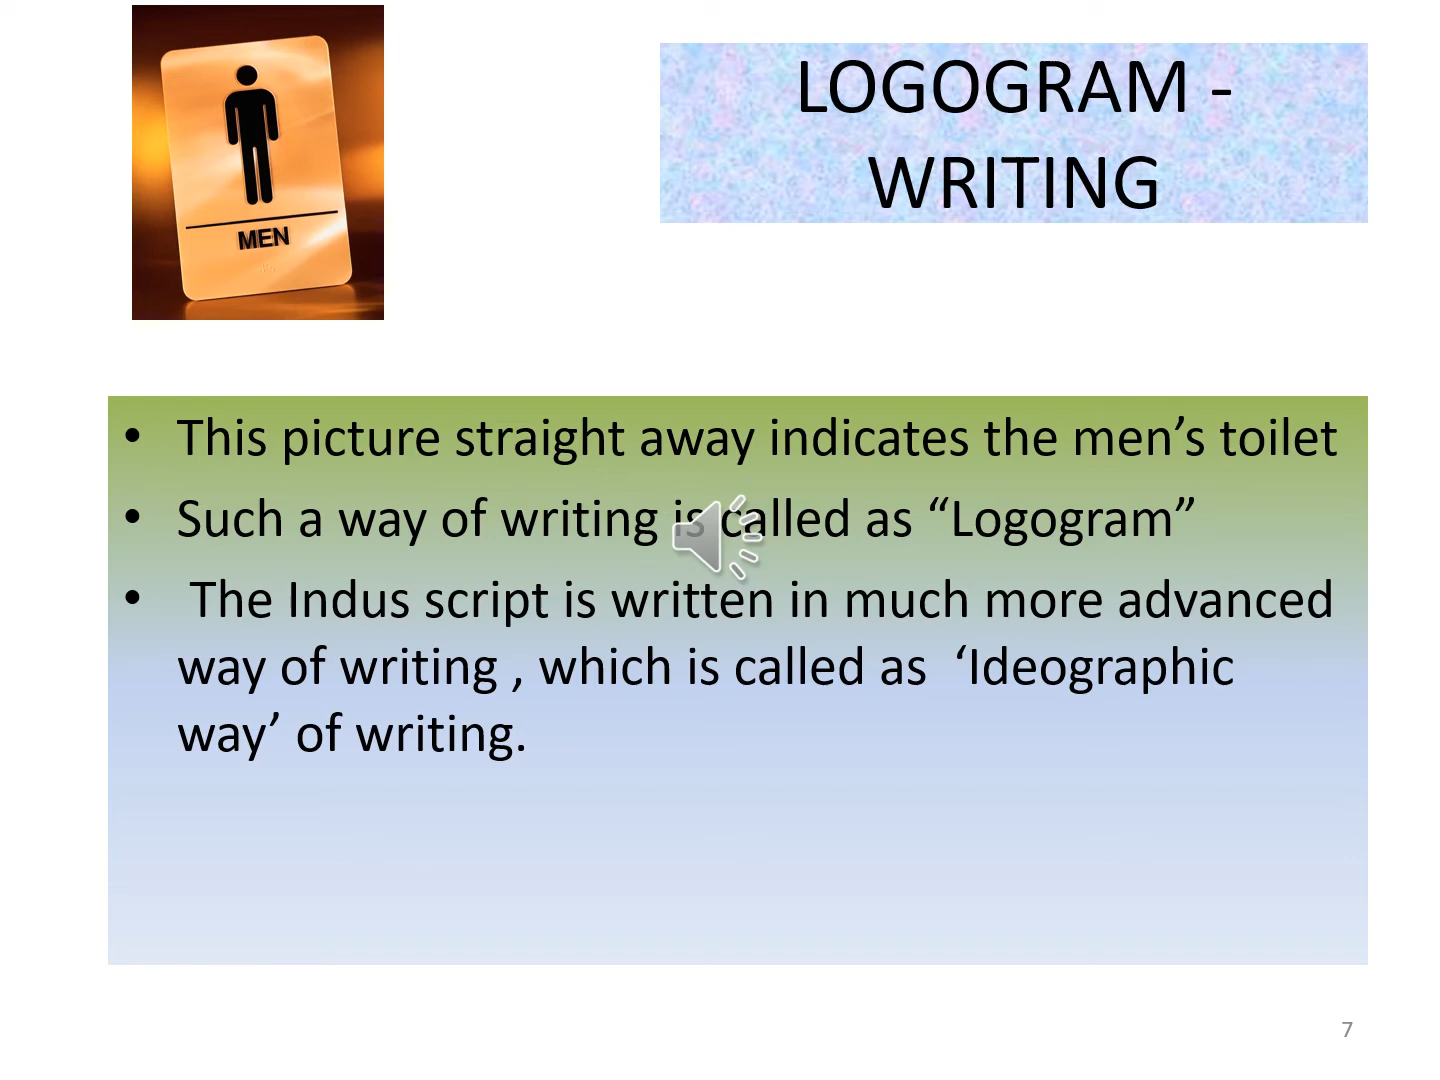 MEN
LOGOGRAM -
WRITING
• This picture straight away indicates the men’s toilet
• Such a way of writing is called as “Logogram”
• The Indus script is written in much more advanced
way of writing , which is called as ‘Ideographic
way’ of writing.
7